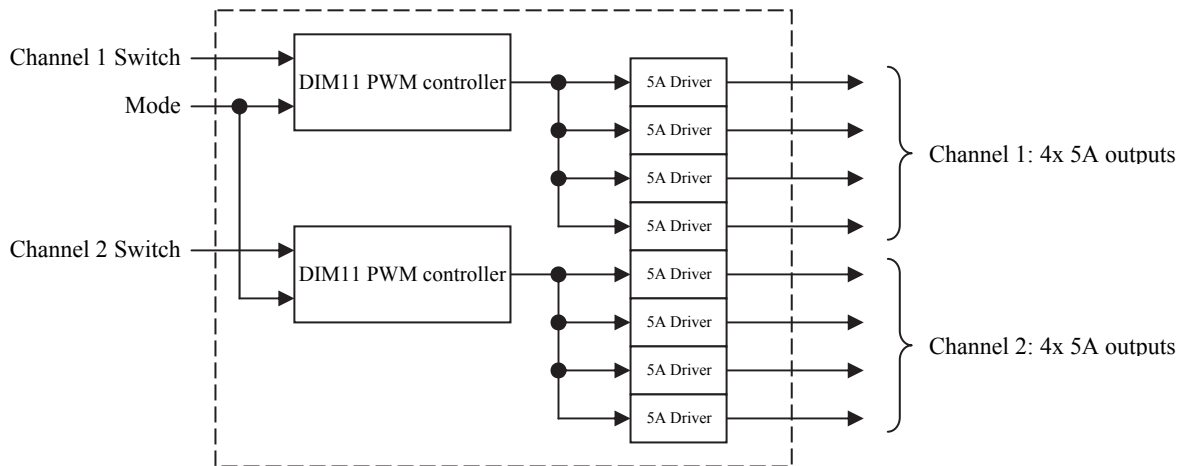 Channel 1 Switch
DIM11 PWM controller
Mode
5A Driver
5A Driver
5A Driver
5A Driver
Channel 1: 4x 5A outputs
Channel 2 Switch
DIM11 PWM controller
5A Driver
5A Driver
5A Driver
5A Driver
Channel 2: 4x 5A outputs